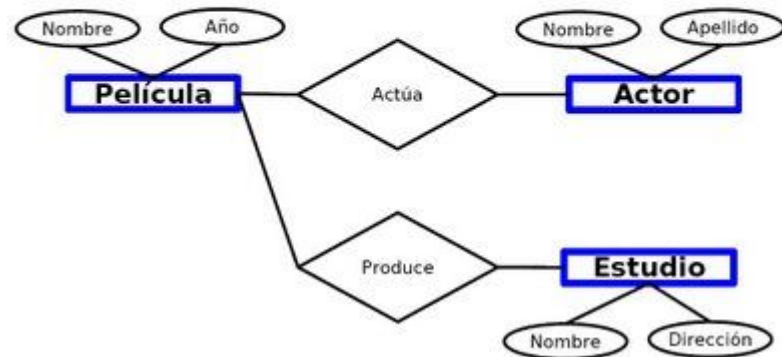 Nombre
Año
Nombre
Apellido
Película
Actúa
Actor
Produce
Estudio
Nombre
Dirección